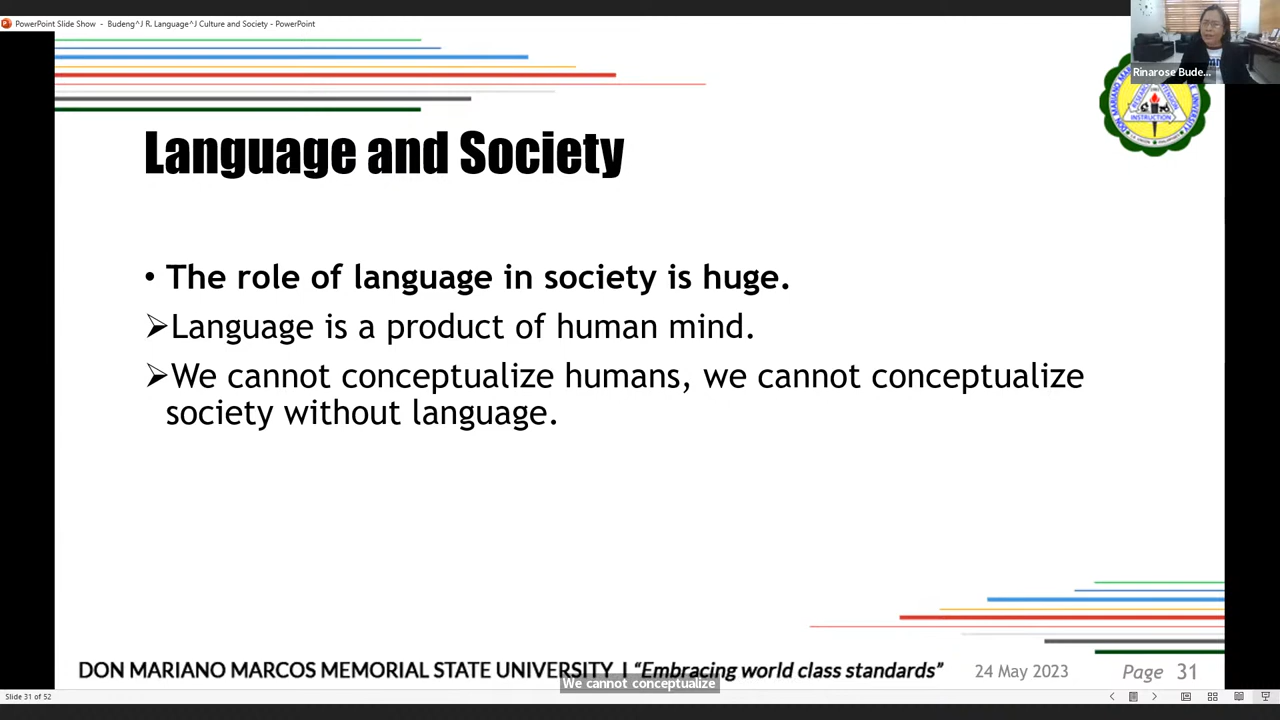 PowerPoint Slide Show - Budeng^J R. Language^J Culture and Society - PowerPoint
Rinarose Bude...
INSTRUCTION
Language and Society
• The role of language in society is huge.
➢Language is a product of human mind.
➢We cannot conceptualize humans, we cannot conceptualize
society without language.
DON MARIANO MARCOS MEMORIAL STATE UNIVERSITY | “Embracing world class standards”
24 May 2023
Page 31
We cannot conceptualize
Slide 31 of 52